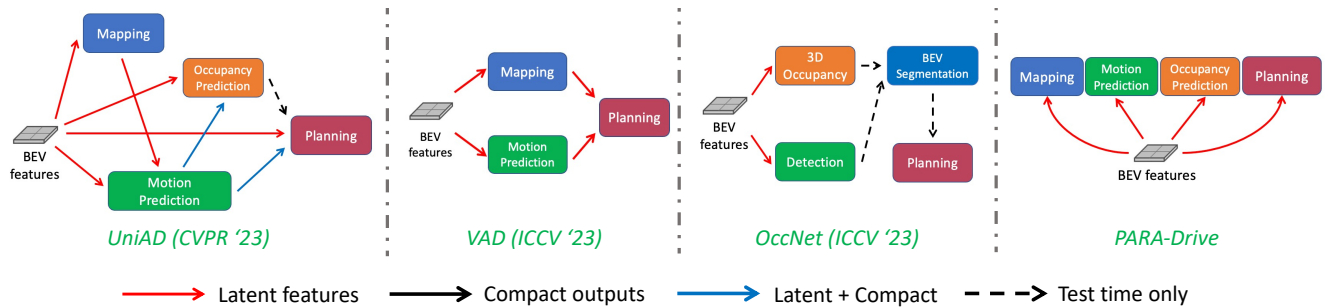 Mapping
Occupancy
Prediction
BEV
features
Motion
Prediction
Planning
UniAD (CVPR ‘23)
Mapping
BEV
features
Motion
Prediction
Planning
VAD (ICCV ‘23)
3D
Occupancy
BEV
Segmentation
BEV
features
Detection
Planning
OccNet (ICCV ‘23)
Mapping
Motion
Prediction
Occupancy
Prediction
Planning
BEV features
PARA-Drive
Latent features
Compact outputs
Latent + Compact
Test time only